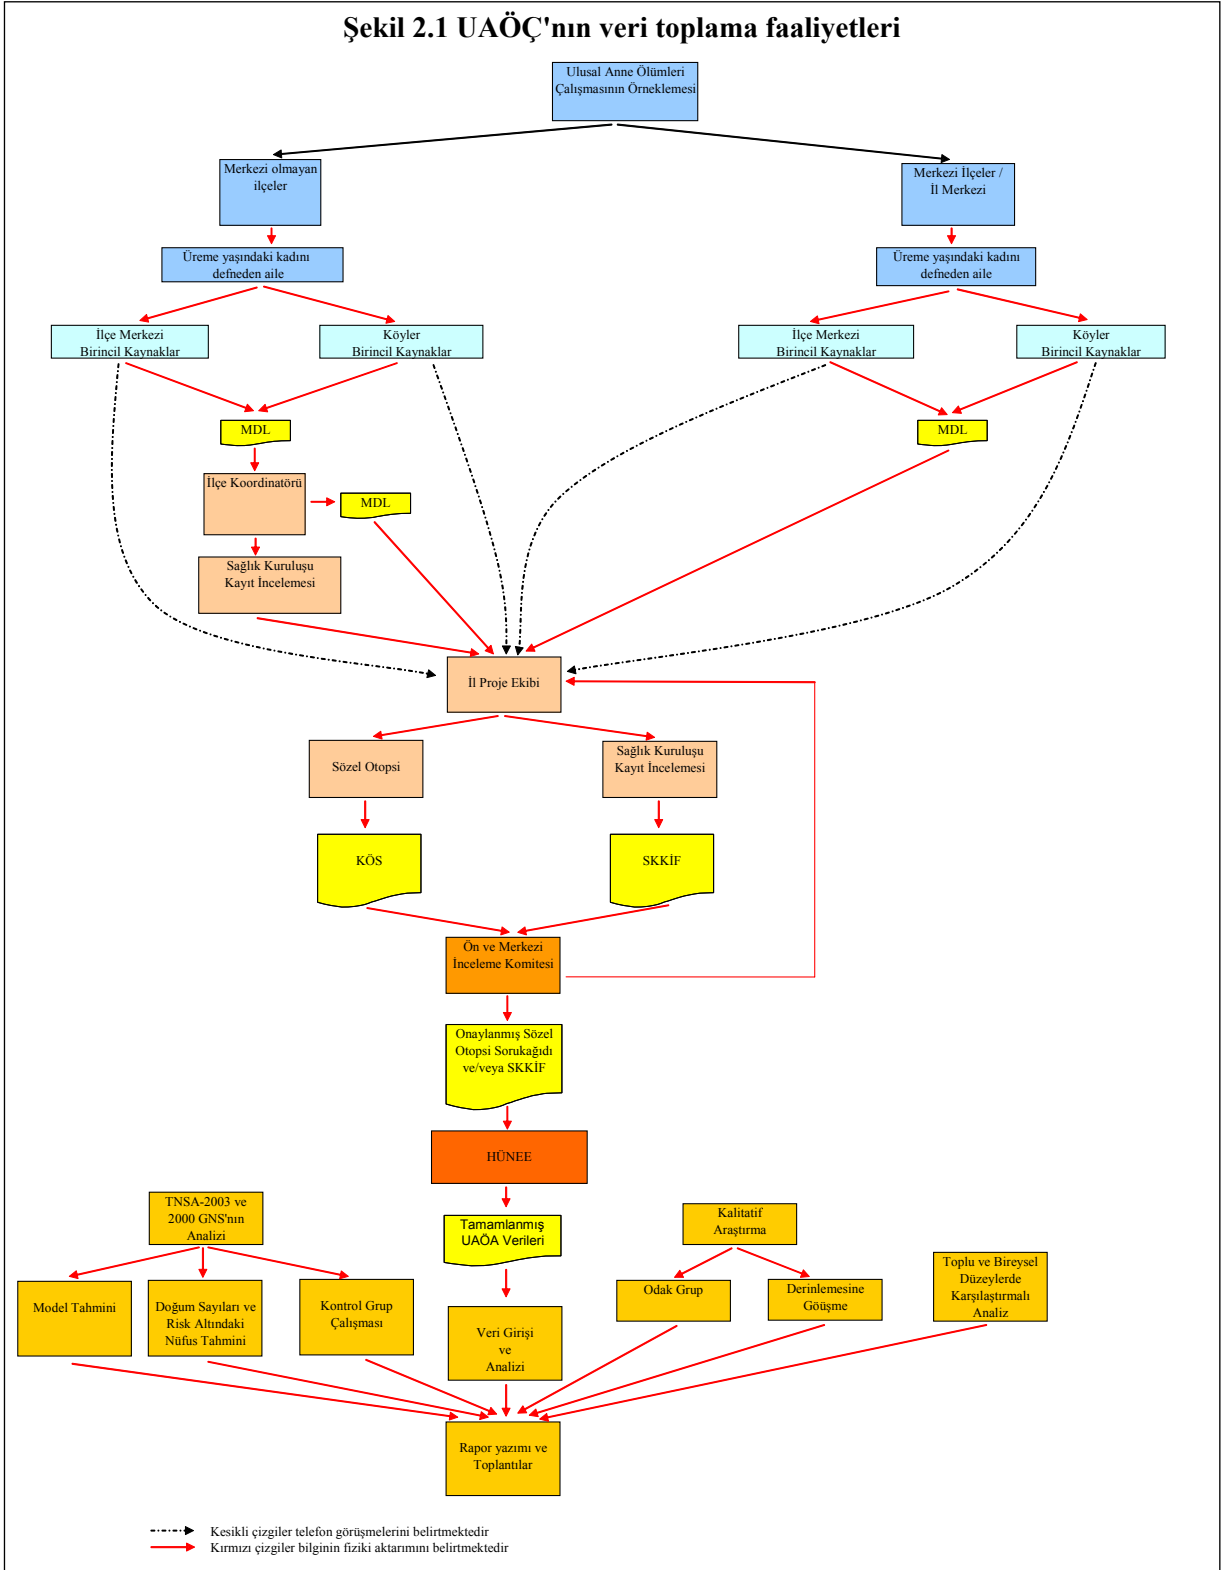 Şekil 2.1 UAÖÇ'nın veri toplama faaliyetleri
Ulusal Anne Ölümleri
Çalışmasının Örneklemesi
Merkezi olmayan
ilçeler
Merkezi İlçeler /
İl Merkezi
Üreme yaşındaki kadını
defneden aile
Üreme yaşındaki kadını
defneden aile
İlçe Merkezi
Birincil Kaynaklar
Köyler
Birincil Kaynaklar
İlçe Merkezi
Birincil Kaynaklar
Köyler
Birincil Kaynaklar
MDL
MDL
İlçe Koordinatörü
MDL
Sağlık Kuruluşu
Kayıt İncelemesi
İl Proje Ekibi
Sözel Otopsi
Sağlık Kuruluşu
Kayıt İncelemesi
KÖS
SKKİF
Ön ve Merkezi
İnceleme Komitesi
Onaylanmış Sözel
Otopsi Sorukağıdı
ve/veya SKKİF
HÜNEE
TNSA-2003 ve
2000 GNS'nın
Analizi
Tamamlanmış
UAÖA Verileri
Kalitatif
Araştırma
Model Tahmini
Doğum Sayıları ve
Risk Altındaki
Nüfus Tahmini
Kontrol Grup
Çalışması
Veri Girişi
ve
Analizi
Odak Grup
Derinlemesine
Göüşme
Toplu ve Bireysel
Düzeylerde
Karşılaştırmalı
Analiz
Rapor yazımı ve
Toplantılar
Kesikli çizgiler telefon görüşmelerini belirtmektedir
Kırmızı çizgiler bilginin fiziki aktarımını belirtmektedir